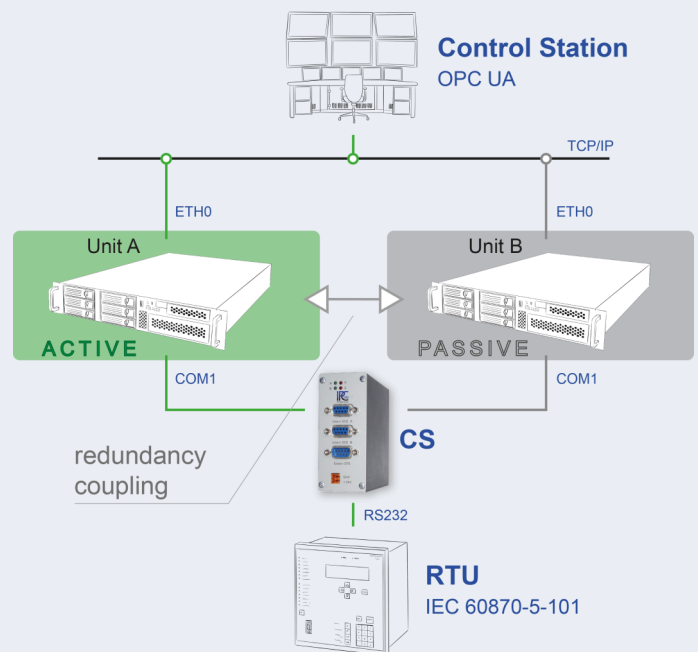 Control Station
OPC UA
TCP/IP
ETH0
ETH0
Unit A
Unit B
ACTIVE
PASSIVE
COM1
COM1
CS
redundancy
coupling
RS232
RTU
IEC 60870-5-101